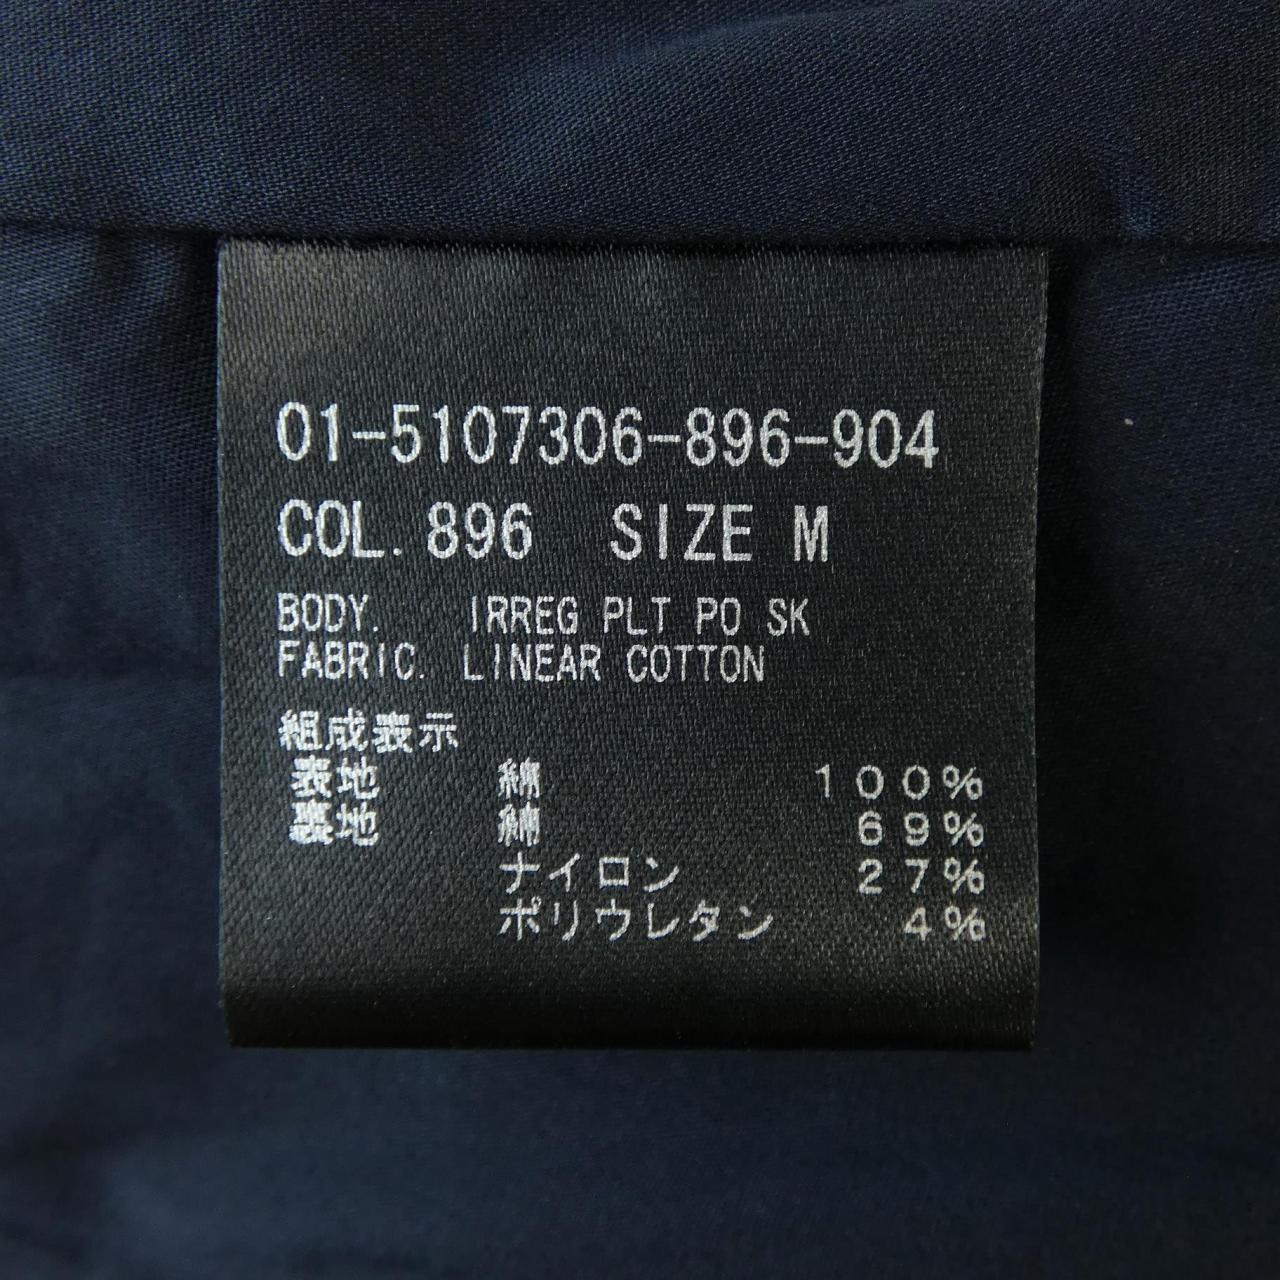 01-5107306-896-904
COL. 896 SIZE M
BODY. IRREG PLT PO SK
FABRIC. LINEAR COTTON
組成表示
表地 綿 100%
裏地 綿 69%
ナイロン 27%
ポリウレタン 4%